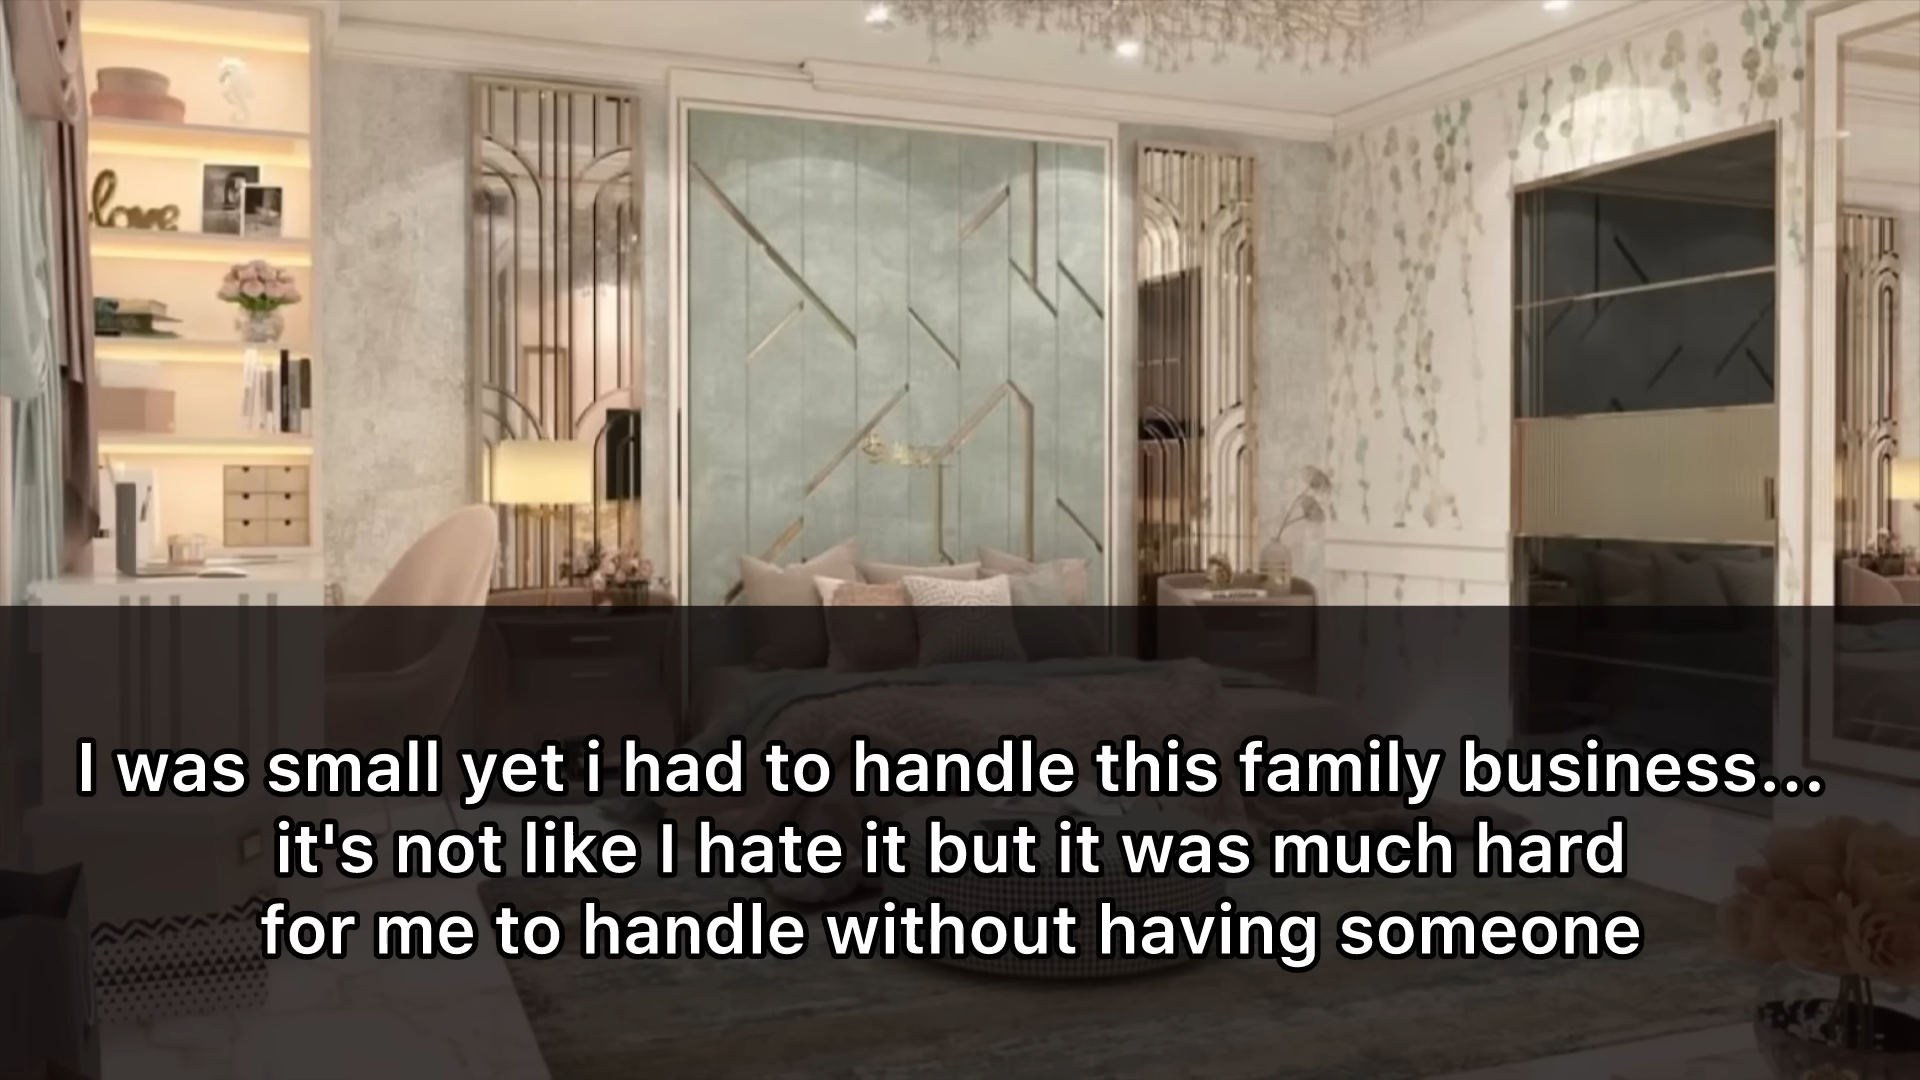 love
I was small yet i had to handle this family business...
it's not like I hate it but it was much hard
for me to handle without having someone